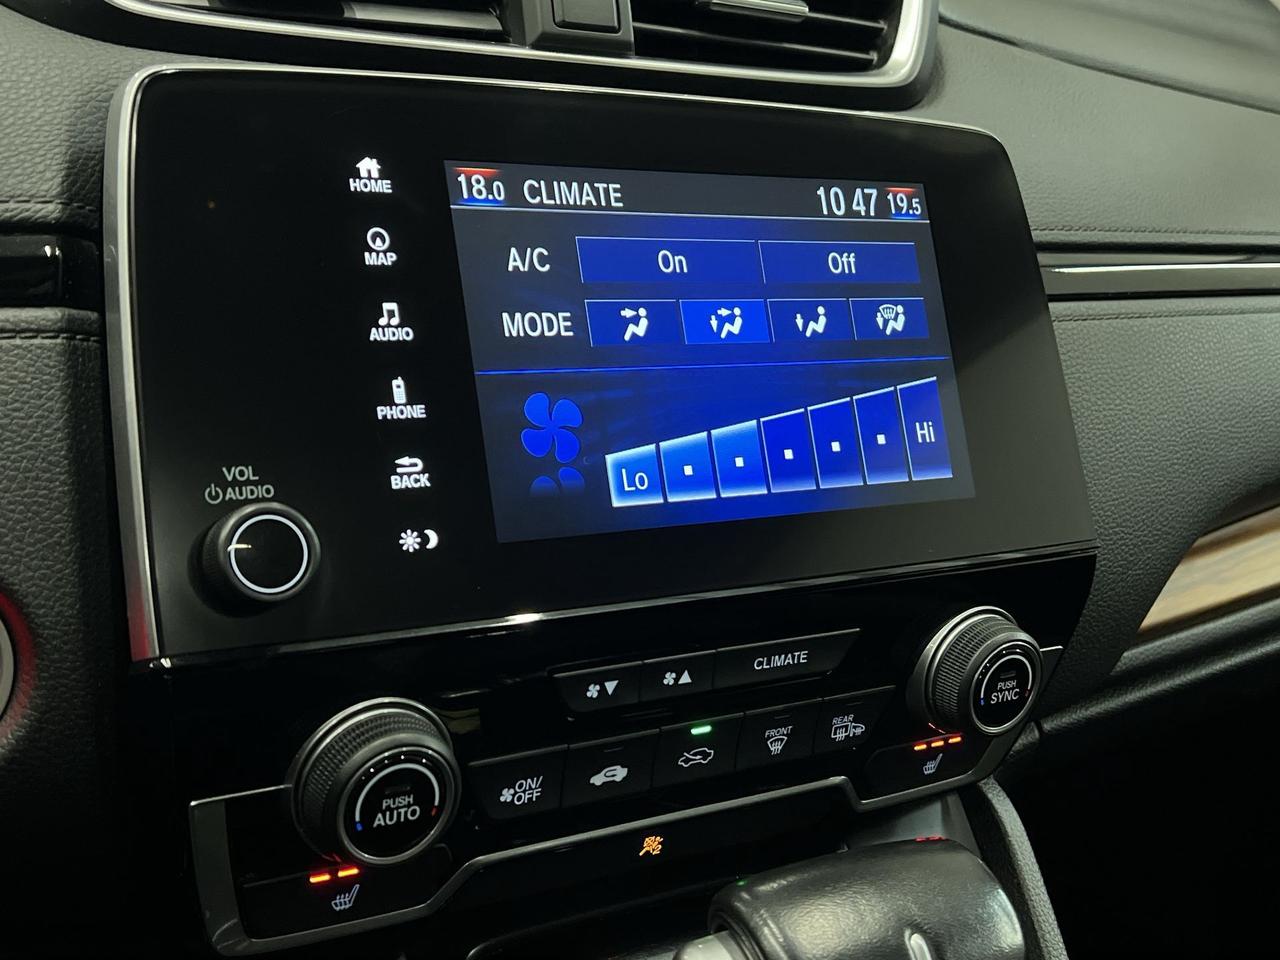 18.0 CLIMATE 10 47 19.5
HOME
MAP
AUDIO
PHONE
BACK
A/C On Off
MODE
Lo Hi
VOL
AUDIO
CLIMATE
PUSH
SYNC
ON/
OFF
FRONT
REAR
PUSH
AUTO
2